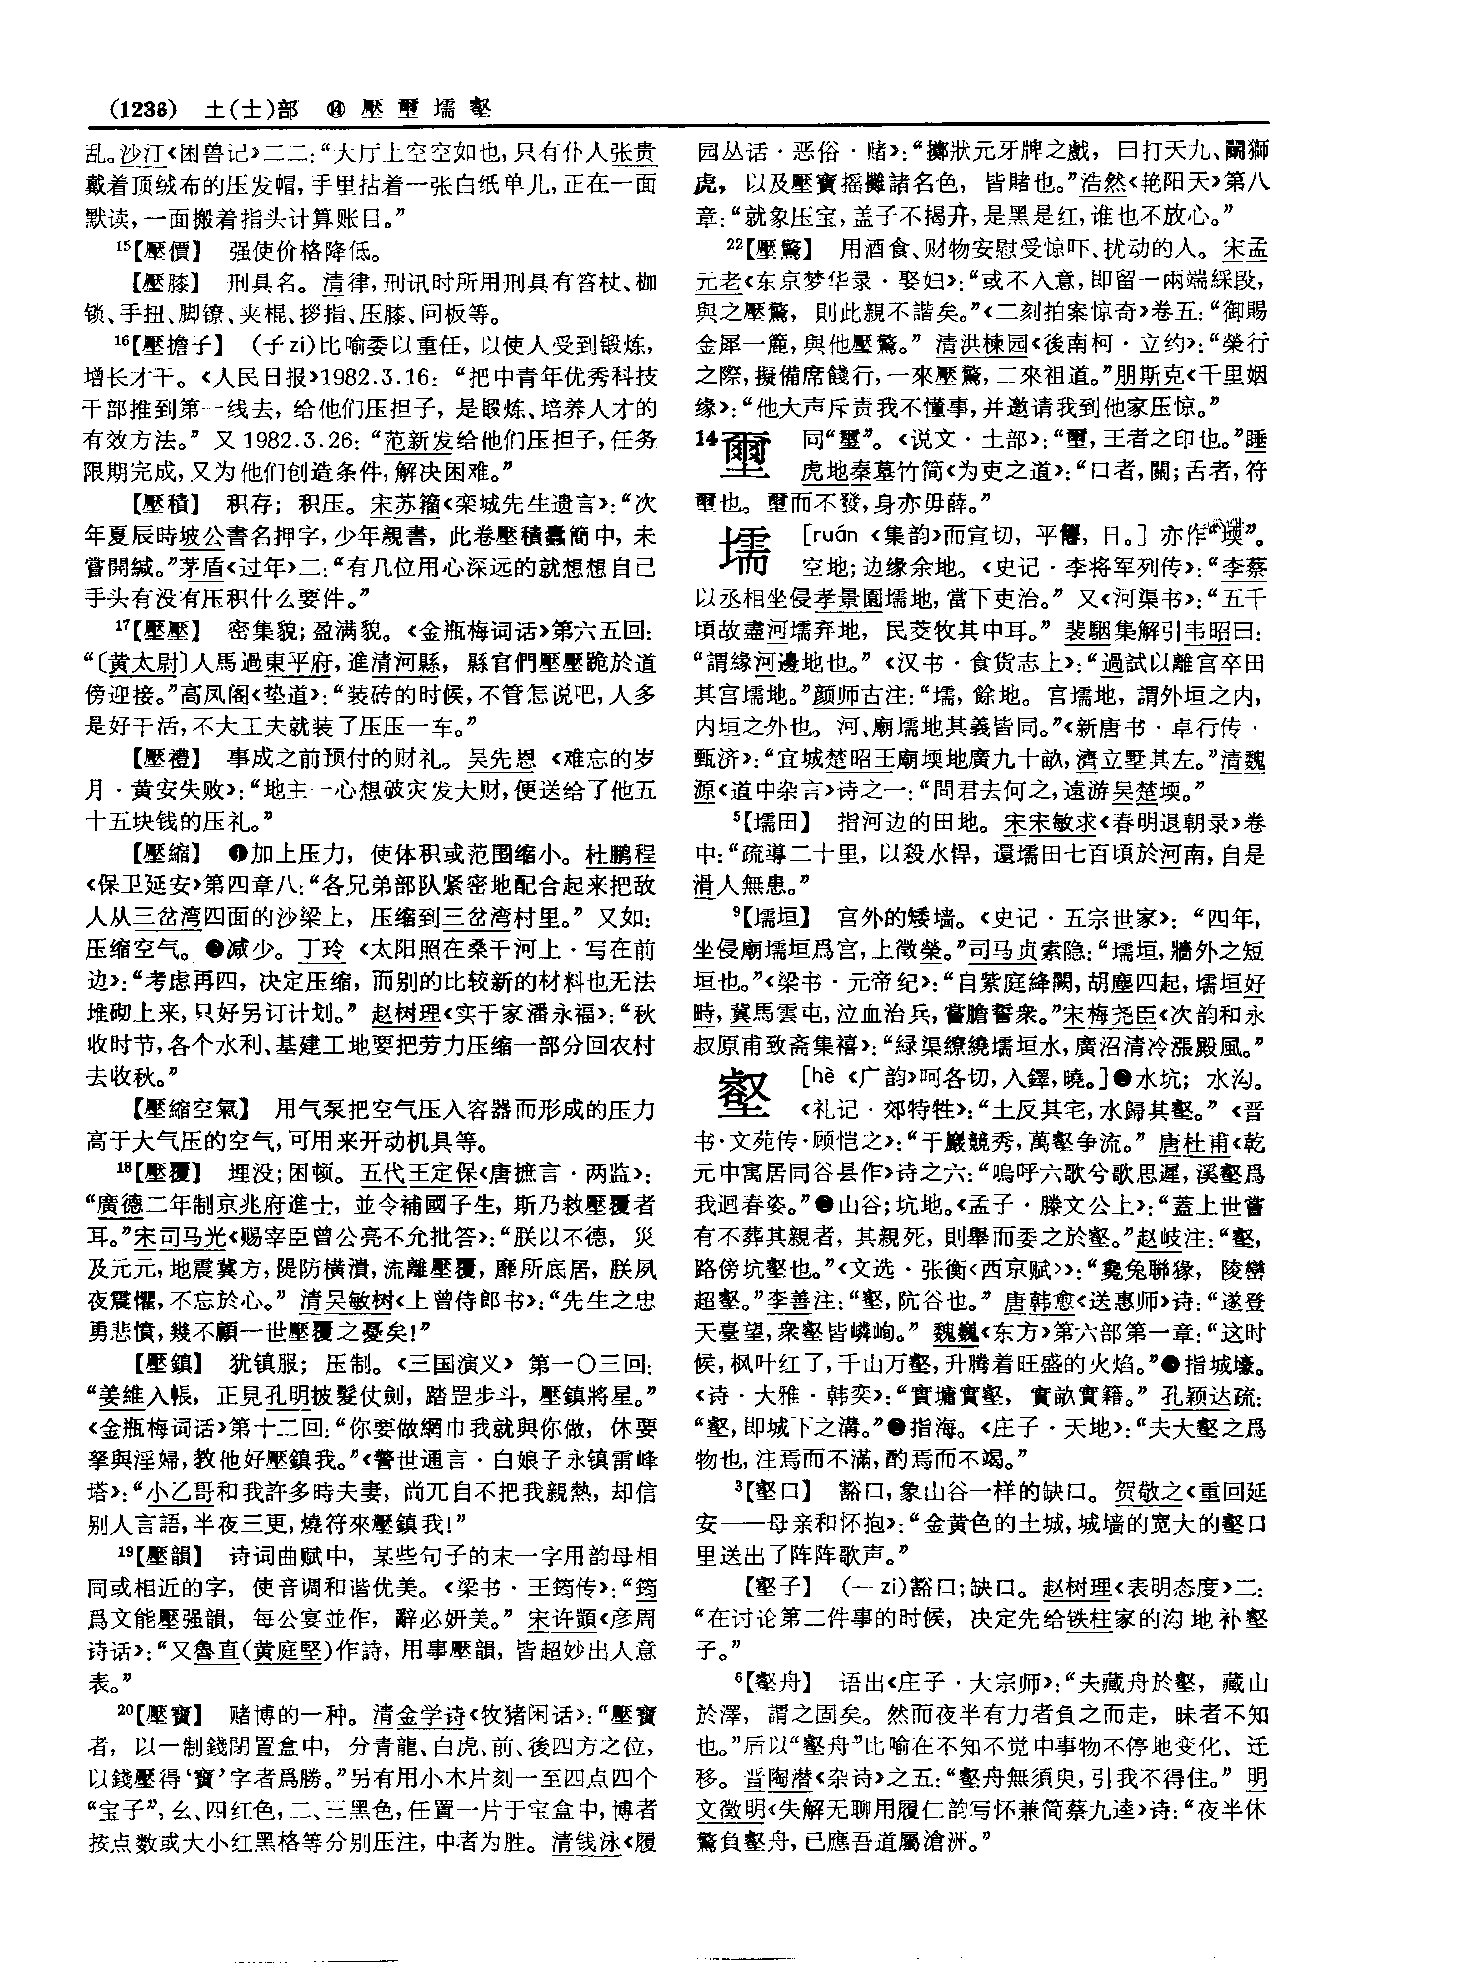 (1236) 土(士)部 ⑭ 壓 壐 壖 壑
乱。沙汀《困兽记》二二：“大厅上空空如也，只有仆人张贵
戴着顶绒布的压发帽，手里拈着一张白纸单儿，正在一面
默读，一面搬着指头计算账目。”
15【壓價】 强使价格降低。
【壓膝】 刑具名。清律，刑讯时所用刑具有笞杖、枷
锁、手扭、脚镣、夹棍、拶指、压膝、问板等。
16【壓擔子】 (子zi)比喻委以重任，以使人受到锻炼，
增长才干。《人民日报》1982.3.16：“把中青年优秀科技
干部推到第一线去，给他们压担子，是锻炼、培养人才的
有效方法。”又1982.3.26：“范新发给他们压担子，任务
限期完成，又为他们创造条件，解决困难。”
【壓積】 积存；积压。宋苏籀《栾城先生遗言》：“次
年夏辰時坡公書名押字，少年親書，此卷壓積蠹簡中，未
嘗開緘。”茅盾《过年》二：“有几位用心深远的就想想自己
手头有没有压积什么要件。”
17【壓壓】 密集貌；盈满貌。《金瓶梅词话》第六五回：
“〔黄太尉〕人馬過東平府，進清河縣，縣官們壓壓跪於道
傍迎接。”高凤阁《垫道》：“装砖的时候，不管怎说吧，人多
是好干活，不大工夫就装了压压一车。”
【壓禮】 事成之前预付的财礼。吴先恩《难忘的岁
月·黄安失败》：“地主一心想破灾发大财，便送给了他五
十五块钱的压礼。”
【壓缩】 ❶加上压力，使体积或范围缩小。杜鹏程
《保卫延安》第四章八：“各兄弟部队紧密地配合起来把敌
人从三岔湾四面的沙梁上，压缩到三岔湾村里。”又如：
压缩空气。❷减少。丁玲《太阳照在桑干河上·写在前
边》：“考虑再四，决定压缩，而别的比较新的材料也无法
堆砌上来，只好另订计划。”赵树理《实干家潘永福》：“秋
收时节，各个水利、基建工地要把劳力压缩一部分回农村
去收秋。”
【壓缩空氣】 用气泵把空气压入容器而形成的压力
高于大气压的空气，可用来开动机具等。
18【壓覆】 埋没；困顿。五代王定保《唐摭言·两监》：
“廣德二年制京兆府進士，並令補國子生，斯乃救壓覆者
耳。”宋司马光《赐宰臣曾公亮不允批答》：“朕以不德，災
及元元，地震冀方，隄防横潰，流離壓覆，靡所底居，朕夙
夜震懼，不忘於心。”清吴敏树《上曾侍郎书》：“先生之忠
勇悲憤，幾不顧一世壓覆之憂矣！”
【壓鎮】 犹镇服；压制。《三国演义》第一〇三回：
“姜維入帳，正見孔明披髮仗劍，踏罡步斗，壓鎮將星。”
《金瓶梅词话》第十二回：“你要做網巾我就與你做，休要
拏與淫婦，教他好壓鎮我。”《警世通言·白娘子永镇雷峰
塔》：“小乙哥和我許多時夫妻，尚兀自不把我親熱，却信
别人言語，半夜三更，燒符來壓鎮我！”
19【壓韻】 诗词曲赋中，某些句子的末一字用韵母相
同或相近的字，使音调和谐优美。《梁书·王筠传》：“筠
爲文能壓强韻，每公宴並作，辭必妍美。”宋许顗《彦周
诗话》：“又魯直(黄庭堅)作詩，用事壓韻，皆超妙出人意
表。”
20【壓寶】 赌博的一种。清金学诗《牧猪闲话》：“壓寶
者，以一制錢閉置盒中，分青龍、白虎、前、後四方之位，
以錢壓得‘寶’字者爲勝。”另有用小木片刻一至四点四个
“宝子”，幺、四红色，二、三黑色，任置一片于宝盒中，博者
按点数或大小红黑格等分别压注，中者为胜。清钱泳《履
园丛话·恶俗·赌》：“擲狀元牙牌之戲，曰打天九、鬭獅
虎，以及壓寶摇攤諸名色，皆賭也。”浩然《艳阳天》第八
章：“就象压宝，盖子不揭开，是黑是红，谁也不放心。”
22【壓驚】 用酒食、财物安慰受惊吓、扰动的人。宋孟
元老《东京梦华录·娶妇》：“或不入意，即留一兩端綵段，
與之壓驚，則此親不諧矣。”《二刻拍案惊奇》卷五：“御賜
金犀一簏，與他壓驚。”清洪楝园《後南柯·立约》：“榮行
之際，擬備席餞行，一來壓驚，二來祖道。”朋斯克《千里姻
缘》：“他大声斥责我不懂事，并邀请我到他家压惊。”
14壐 同“璽”。《说文·土部》：“壐，王者之印也。”睡
虎地秦墓竹简《为吏之道》：“口者，關；舌者，符
壐也。壐而不發，身亦毋薛。”
壖 [ruán 《集韵》而宣切，平僊，日。] 亦作“堧”。
空地；边缘余地。《史记·李将军列传》：“李蔡
以丞相坐侵孝景園壖地，當下吏治。”又《河渠书》：“五千
頃故盡河壖弃地，民茭牧其中耳。”裴駰集解引韦昭曰：
“謂緣河邊地也。”《汉书·食货志上》：“過試以離宫卒田
其宫壖地。”颜师古注：“壖，餘地。宫壖地，謂外垣之内，
内垣之外也。河、廟壖地其義皆同。”《新唐书·卓行传·
甄济》：“宜城楚昭王廟堧地廣九十畝，濟立墅其左。”清魏
源《道中杂言》诗之一：“問君去何之，遠游吴楚堧。”
5【壖田】 指河边的田地。宋宋敏求《春明退朝录》卷
中：“疏導二十里，以殺水悍，還壖田七百頃於河南，自是
滑人無患。”
9【壖垣】 宫外的矮墙。《史记·五宗世家》：“四年，
坐侵廟壖垣爲宫，上徵榮。”司马贞索隐：“壖垣，牆外之短
垣也。”《梁书·元帝纪》：“自紫庭絳闕，胡塵四起，壖垣好
畤，冀馬雲屯，泣血治兵，嘗膽誓衆。”宋梅尧臣《次韵和永
叔原甫致斋集禧》：“緑渠繚繞壖垣水，廣沼清冷漲殿風。”
壑 [hè 《广韵》呵各切，入鐸，曉。]❶水坑；水沟。
《礼记·郊特牲》：“土反其宅，水歸其壑。”《晋
书·文苑传·顾恺之》：“千巖競秀，萬壑争流。”唐杜甫《乾
元中寓居同谷县作》诗之六：“嗚呼六歌兮歌思遲，溪壑爲
我迴春姿。”❷山谷；坑地。《孟子·滕文公上》：“蓋上世嘗
有不葬其親者，其親死，則舉而委之於壑。”赵岐注：“壑，
路傍坑壑也。”《文选·张衡〈西京赋〉》：“毚兔聯猭，陵巒
超壑。”李善注：“壑，阬谷也。”唐韩愈《送惠师》诗：“遂登
天臺望，衆壑皆嶙峋。”魏巍《东方》第六部第一章：“这时
候，枫叶红了，千山万壑，升腾着旺盛的火焰。”❸指城壕。
《诗·大雅·韩奕》：“實墉實壑，實畝實籍。”孔颖达疏：
“壑，即城下之溝。”❹指海。《庄子·天地》：“夫大壑之爲
物也，注焉而不滿，酌焉而不竭。”
3【壑口】 豁口，象山谷一样的缺口。贺敬之《重回延
安——母亲和怀抱》：“金黄色的土城，城墙的宽大的壑口
里送出了阵阵歌声。”
【壑子】 (一zi)豁口；缺口。赵树理《表明态度》二：
“在讨论第二件事的时候，决定先给铁柱家的沟地补壑
子。”
6【壑舟】 语出《庄子·大宗师》：“夫藏舟於壑，藏山
於澤，謂之固矣。然而夜半有力者負之而走，昧者不知
也。”后以“壑舟”比喻在不知不觉中事物不停地变化、迁
移。晋陶潜《杂诗》之五：“壑舟無須臾，引我不得住。”明
文徵明《失解无聊用履仁韵写怀兼简蔡九逵》诗：“夜半休
驚負壑舟，已應吾道屬滄洲。”